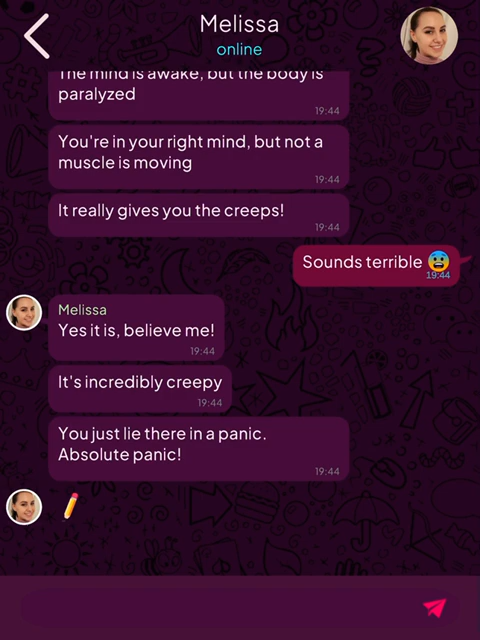 Melissa
online
The mind is awake, but the body is
paralyzed
19:44
You're in your right mind, but not a
muscle is moving
19:44
It really gives you the creeps!
19:44
Sounds terrible 😰
19:44
Melissa
Yes it is, believe me!
19:44
It's incredibly creepy
19:44
You just lie there in a panic.
Absolute panic!
19:44